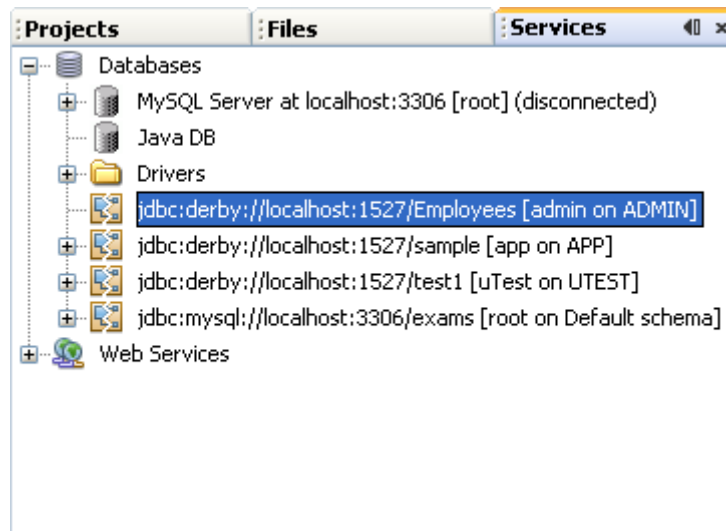 Projects Files Services
Databases
MySQL Server at localhost:3306 [root] (disconnected)
Java DB
Drivers
jdbc:derby://localhost:1527/Employees [admin on ADMIN]
jdbc:derby://localhost:1527/sample [app on APP]
jdbc:derby://localhost:1527/test1 [uTest on UTEST]
jdbc:mysql://localhost:3306/exams [root on Default schema]
Web Services